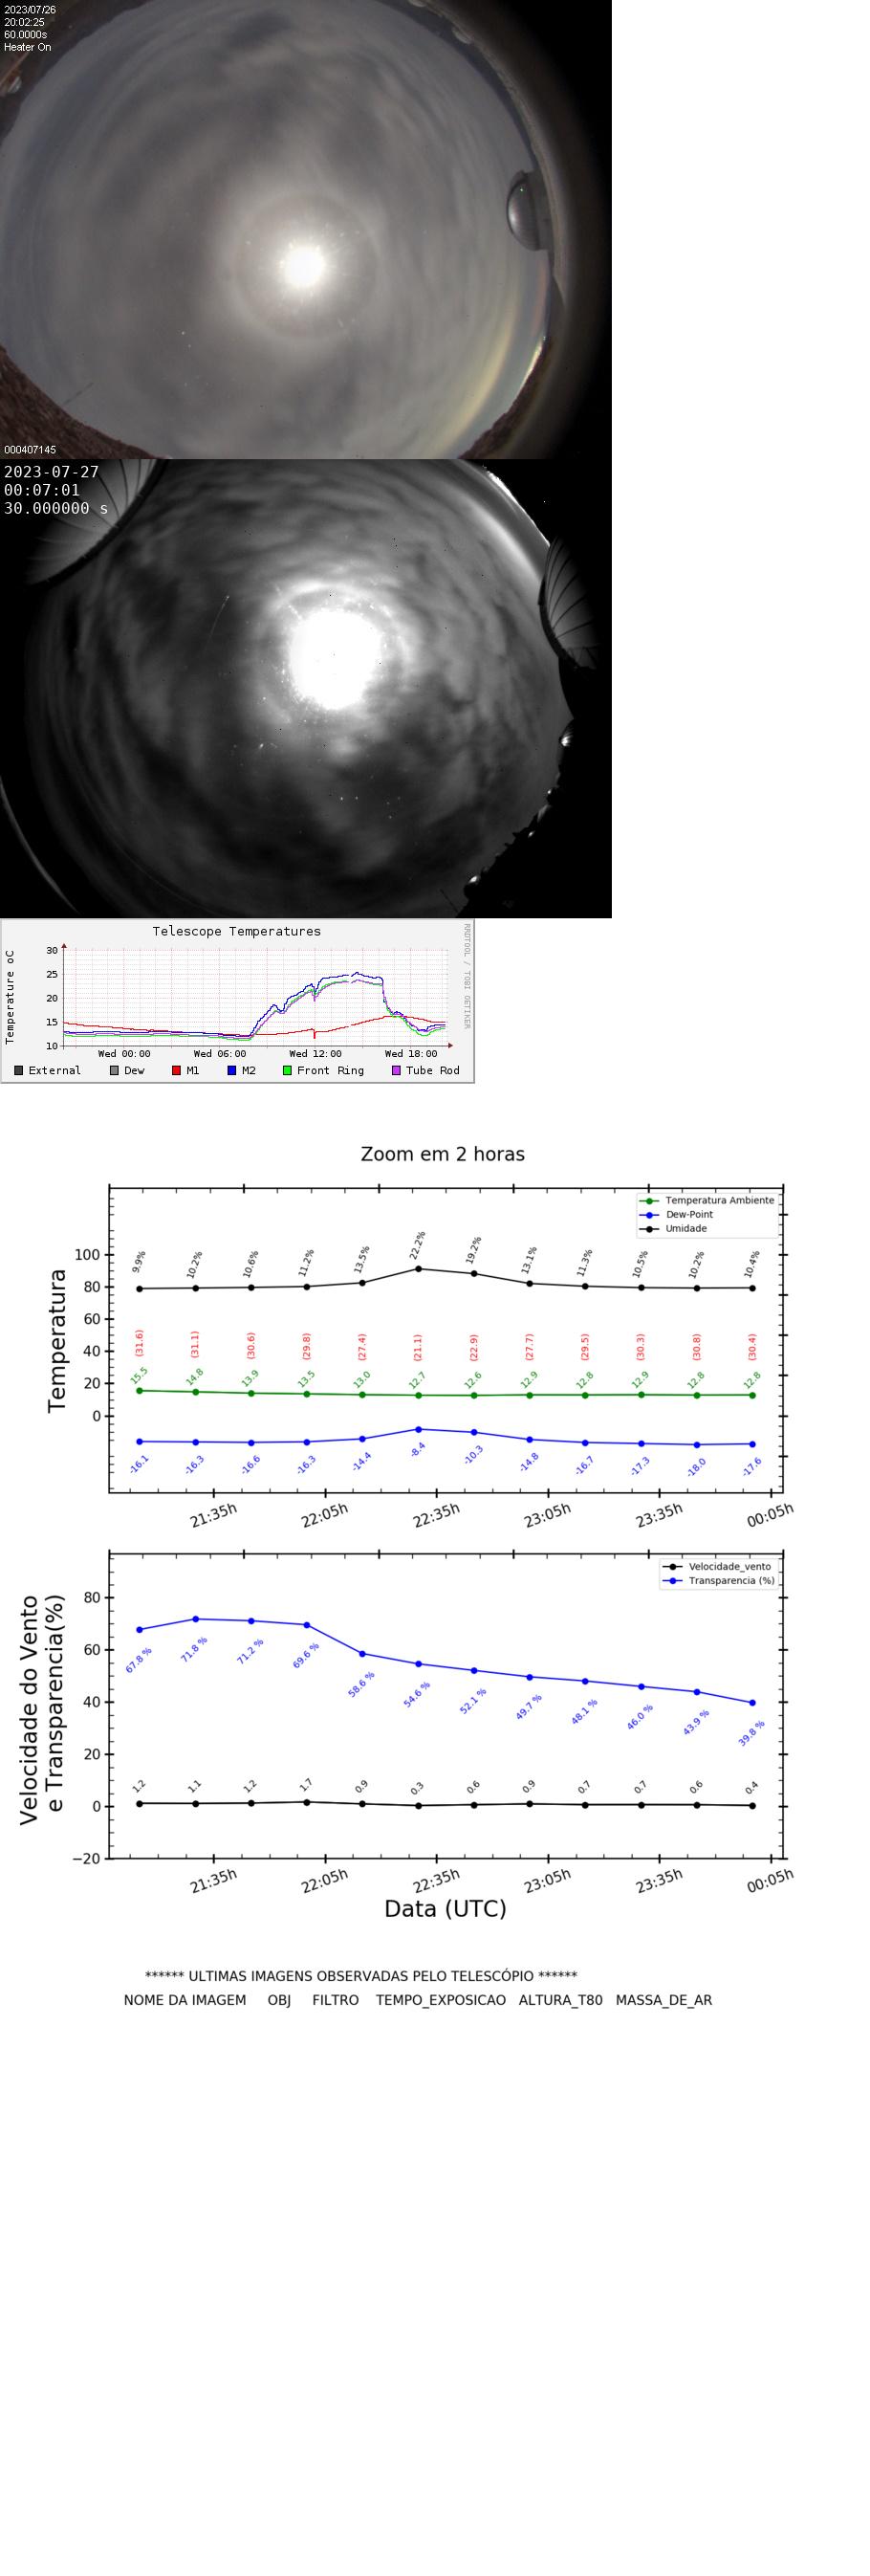 2023/07/26
20:02:25
60.0000s
Heater On
000407145
2023-07-27
00:07:01
30.000000 s
Telescope Temperatures
RRDTOOL / TOBI OETIKER
Temperature oC
30
25
20
15
10
Wed 00:00 Wed 06:00 Wed 12:00 Wed 18:00
External Dew M1 M2 Front Ring Tube Rod
Zoom em 2 horas
Temperatura Ambiente
Dew-Point
Umidade
Temperatura
100
80
60
40
20
0
9.9% 10.2% 10.6% 11.2% 13.5% 22.2% 19.2% 13.1% 11.3% 10.5% 10.2% 10.4%
(31.6) (31.1) (30.6) (29.8) (27.4) (21.1) (22.9) (27.7) (29.5) (30.3) (30.8) (30.4)
15.5 14.8 13.9 13.5 13.0 12.7 12.6 12.9 12.8 12.9 12.8 12.8
-16.1 -16.3 -16.6 -16.3 -14.4 -8.4 -10.3 -14.8 -16.7 -17.3 -18.0 -17.6
21:35h 22:05h 22:35h 23:05h 23:35h 00:05h
Velocidade_vento
Transparencia (%)
Velocidade do Vento
e Transparencia(%)
80
60
40
20
0
−20
67.8 % 71.8 % 71.2 % 69.6 % 58.6 % 54.6 % 52.1 % 49.7 % 48.1 % 46.0 % 43.9 % 39.8 %
1.2 1.1 1.2 1.7 0.9 0.3 0.6 0.9 0.7 0.7 0.6 0.4
21:35h 22:05h 22:35h 23:05h 23:35h 00:05h
Data (UTC)
****** ULTIMAS IMAGENS OBSERVADAS PELO TELESCÓPIO ******
NOME DA IMAGEM OBJ FILTRO TEMPO_EXPOSICAO ALTURA_T80 MASSA_DE_AR